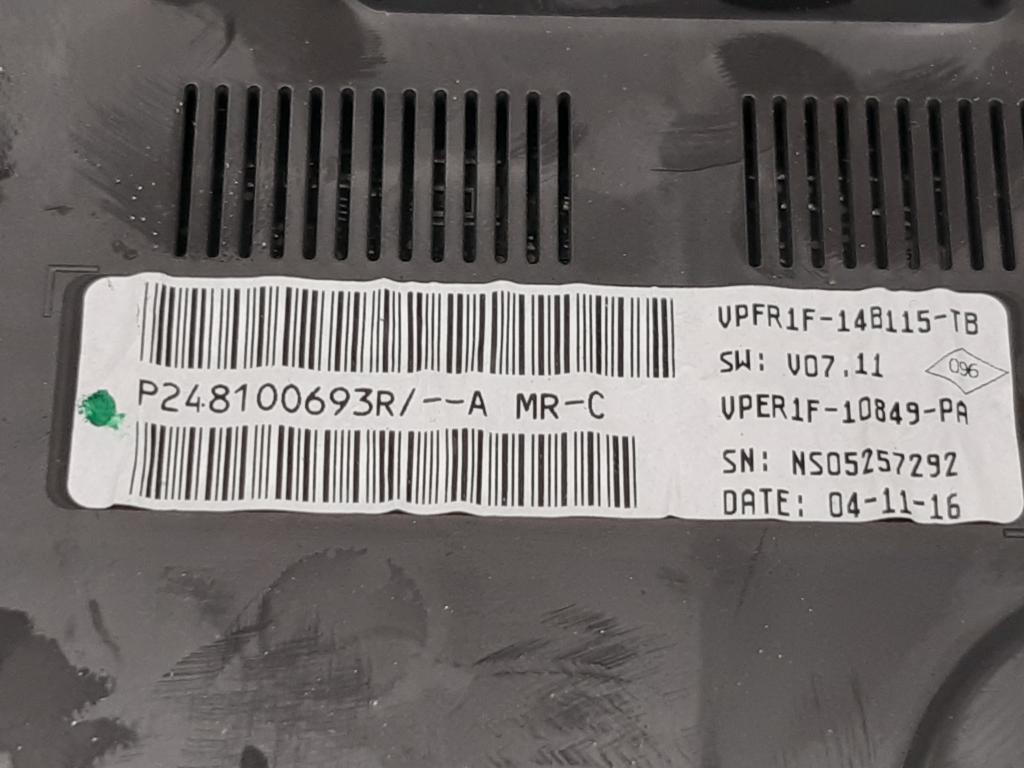 P248100693R/--A MR-C
VPFR1F-14B115-TB
SW: V07.11
096
VPER1F-10849-PA
SN: NS05257292
DATE: 04-11-16